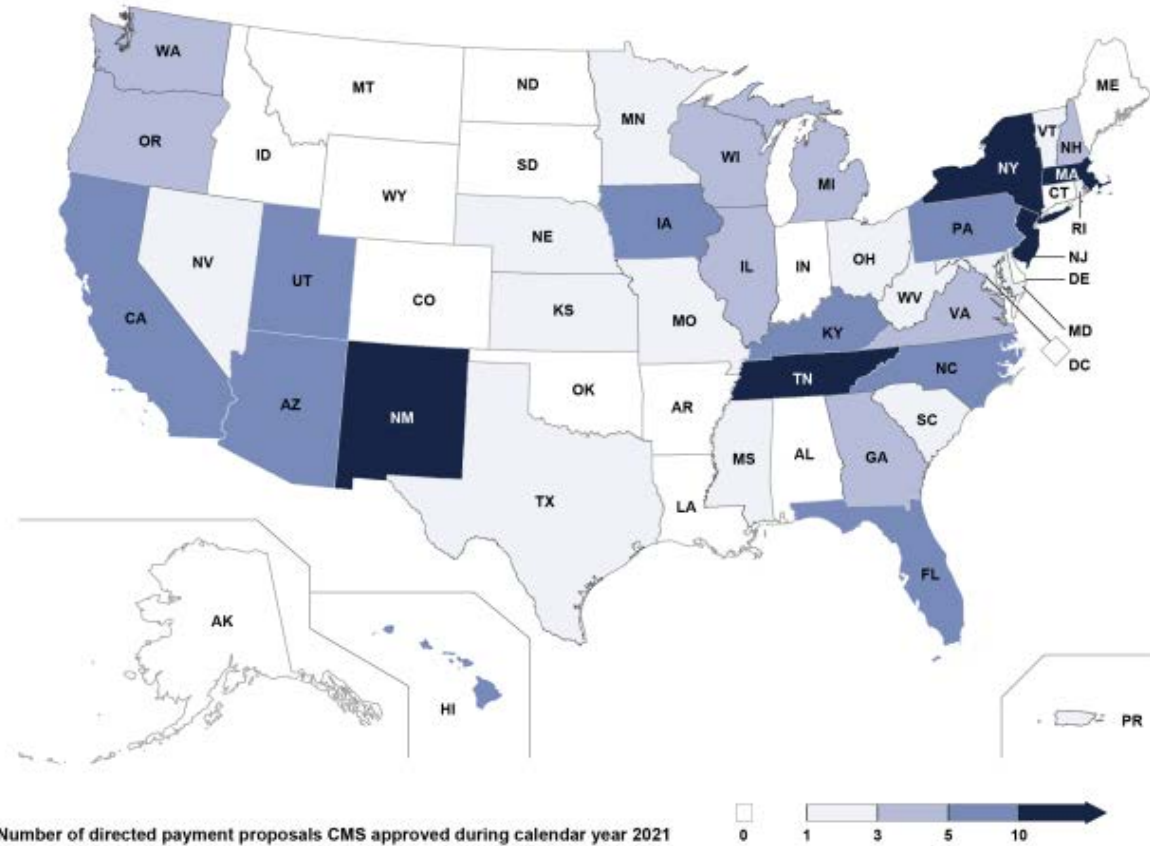 WA
MT
ND
MN
ME
VT
NH
OR
ID
SD
WI
NY
MA
MI
CT
WY
RI
IA
PA
NE
NJ
NV
UT
IL
IN
OH
DE
CO
WV
KS
VA
MD
CA
MO
KY
DC
NC
AZ
TN
OK
NM
AR
SC
MS
AL
GA
TX
LA
FL
AK
HI
PR
Number of directed payment proposals CMS approved during calendar year 2021
0 1 3 5 10